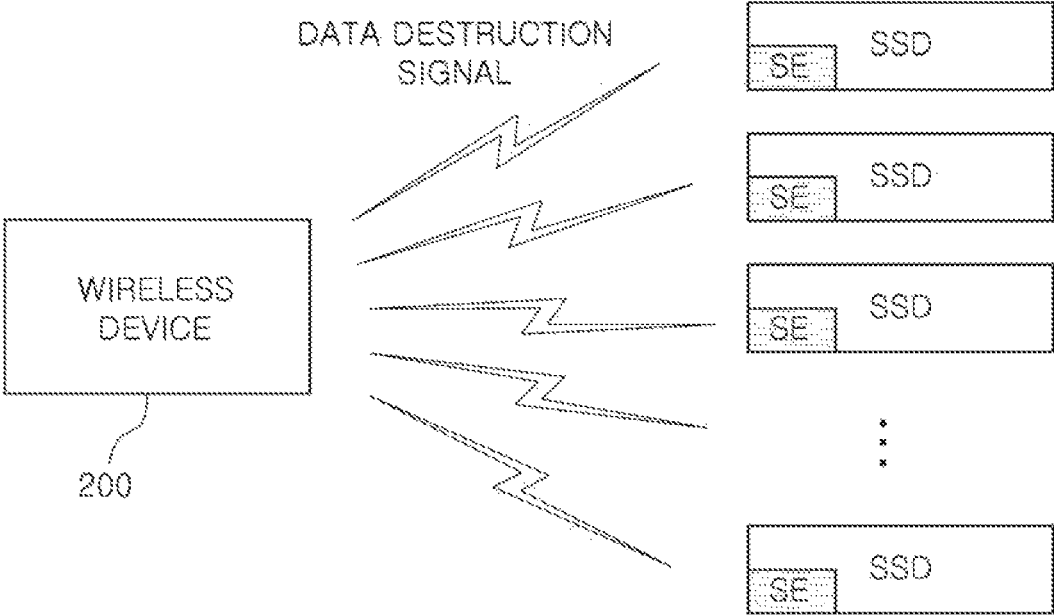 DATA DESTRUCTION
SIGNAL
SSD
SE
SSD
SE
WIRELESS
DEVICE
SSD
SE
200
SSD
SE